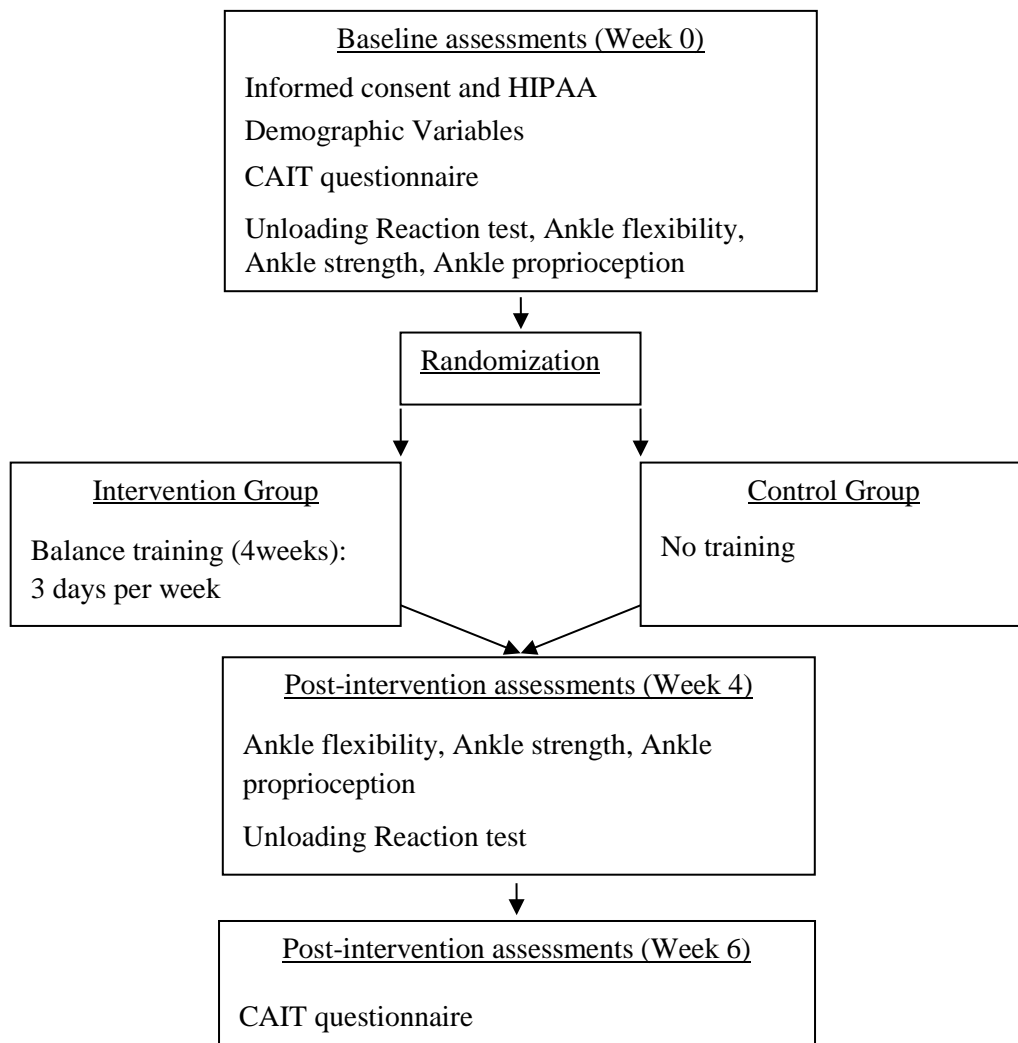 Baseline assessments (Week 0)
Informed consent and HIPAA
Demographic Variables
CAIT questionnaire
Unloading Reaction test, Ankle flexibility,
Ankle strength, Ankle proprioception
Randomization
Intervention Group
Balance training (4weeks):
3 days per week
Control Group
No training
Post-intervention assessments (Week 4)
Ankle flexibility, Ankle strength, Ankle
proprioception
Unloading Reaction test
Post-intervention assessments (Week 6)
CAIT questionnaire